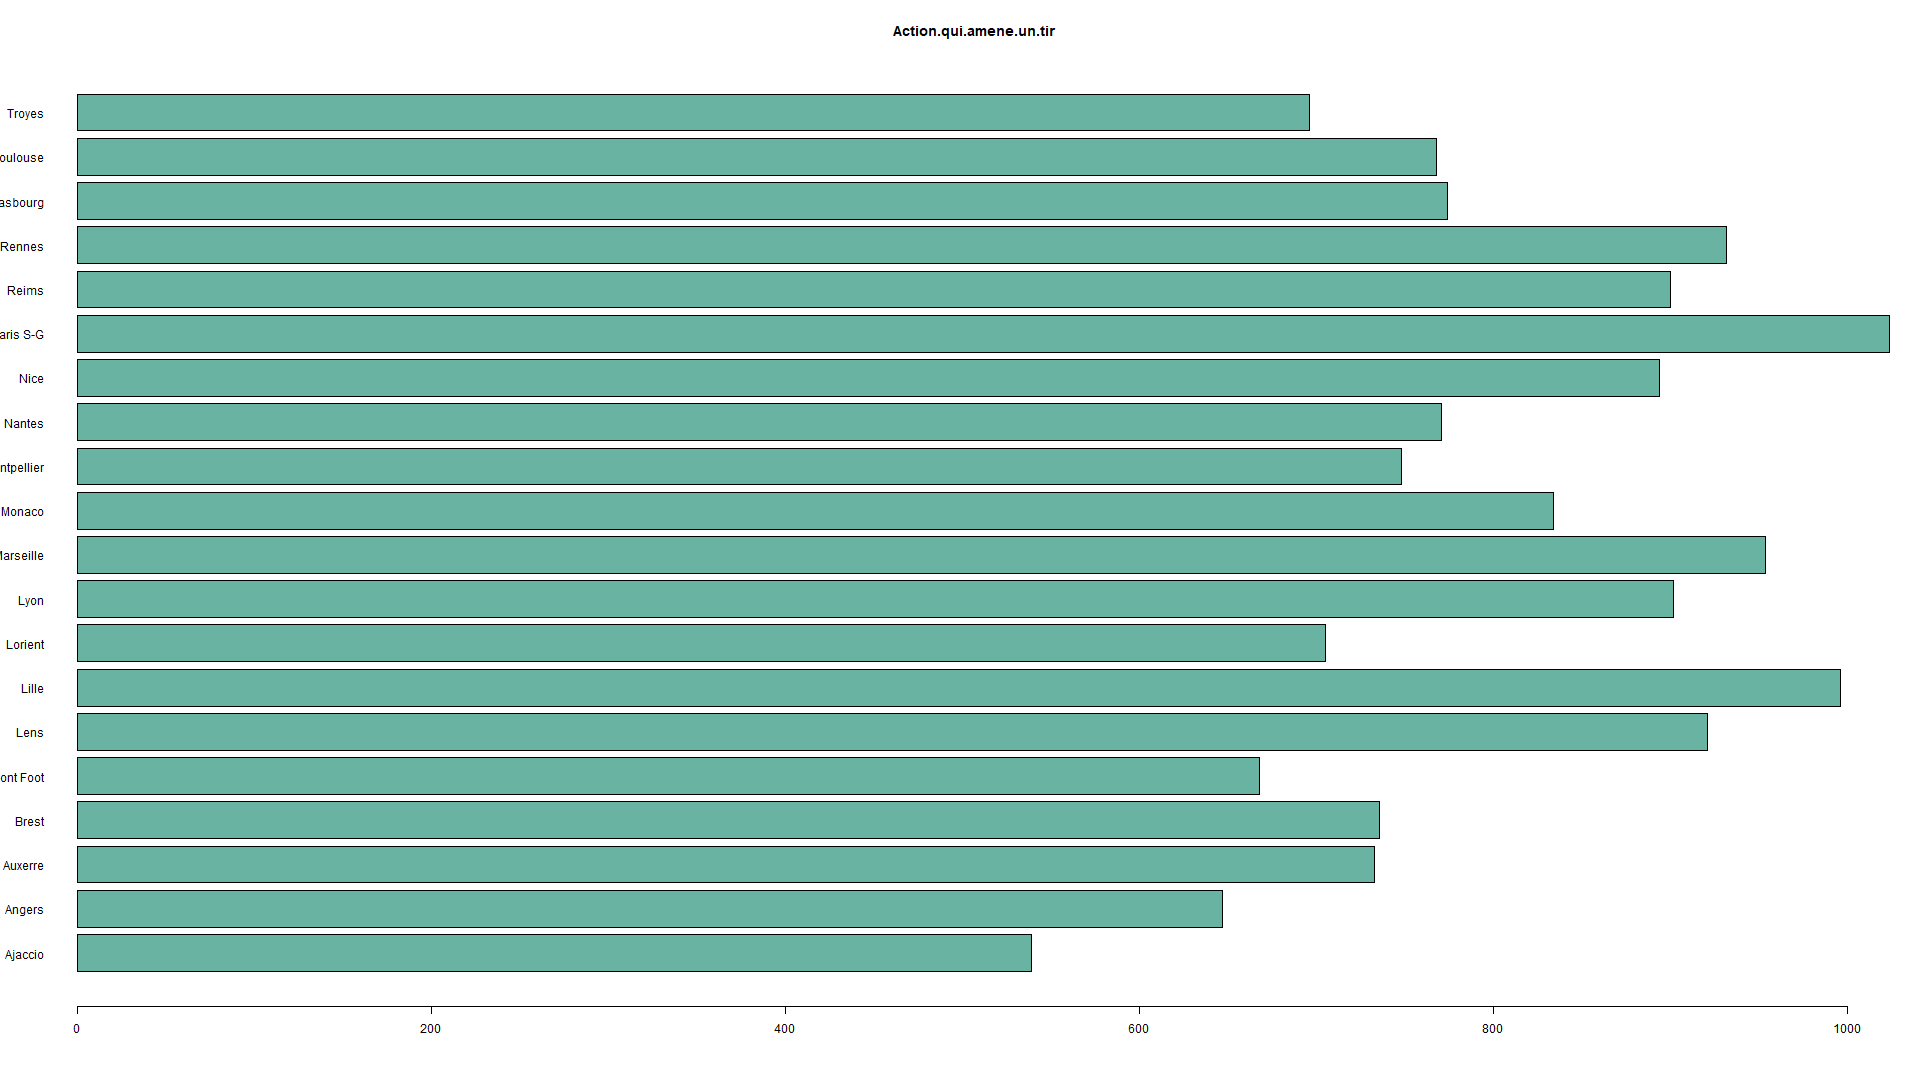 Action.qui.amene.un.tir
Troyes
oulouse
asbourg
Rennes
Reims
aris S-G
Nice
Nantes
ntpellier
Monaco
Marseille
Lyon
Lorient
Lille
Lens
ont Foot
Brest
Auxerre
Angers
Ajaccio
0 200 400 600 800 1000